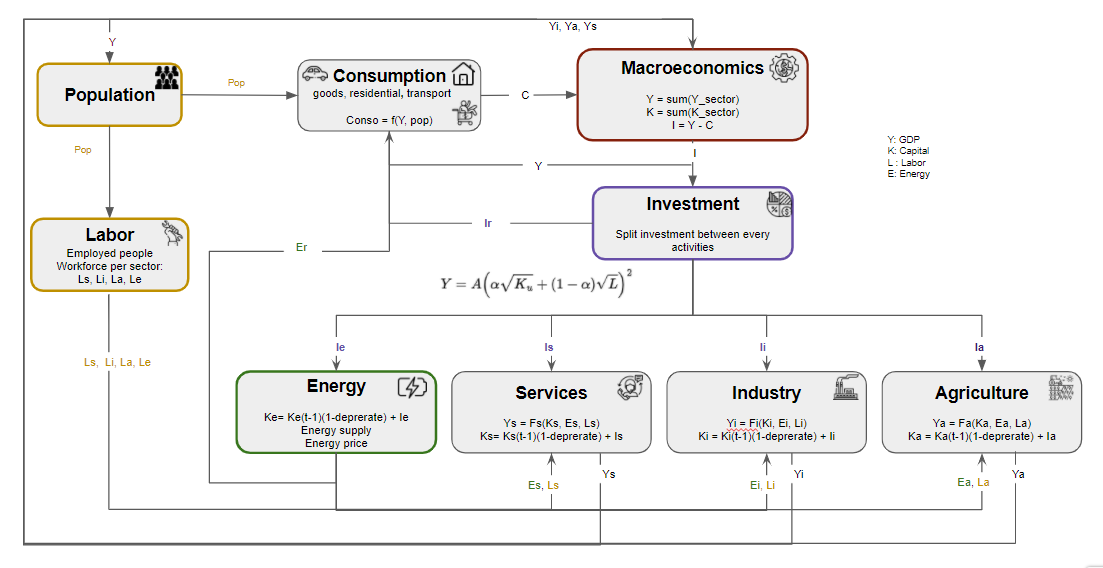 Yi, Ya, Ys
Y
Population
Pop
Consumption
goods, residential, transport
Conso = f(Y, pop)
C
Macroeconomics
Y = sum(Y_sector)
K = sum(K_sector)
I = Y - C
Y: GDP
K: Capital
L : Labor
E: Energy
Pop
I
Y
Labor
Employed people
Workforce per sector:
Ls, Li, La, Le
Ir
Investment
Split investment between every
activities
Er
Y = A(α√K_u + (1 − α)√L)^2
Ls, Li, La, Le
Ie
Is
Ii
Ia
Energy
Ke= Ke(t-1)(1-deprerate) + Ie
Energy supply
Energy price
Services
Ys = Fs(Ks, Es, Ls)
Ks= Ks(t-1)(1-deprerate) + Is
Industry
Yi = Fi(Ki, Ei, Li)
Ki = Ki(t-1)(1-deprerate) + Ii
Agriculture
Ya = Fa(Ka, Ea, La)
Ka = Ka(t-1)(1-deprerate) + Ia
Es, Ls
Ys
Ei, Li
Yi
Ea, La
Ya